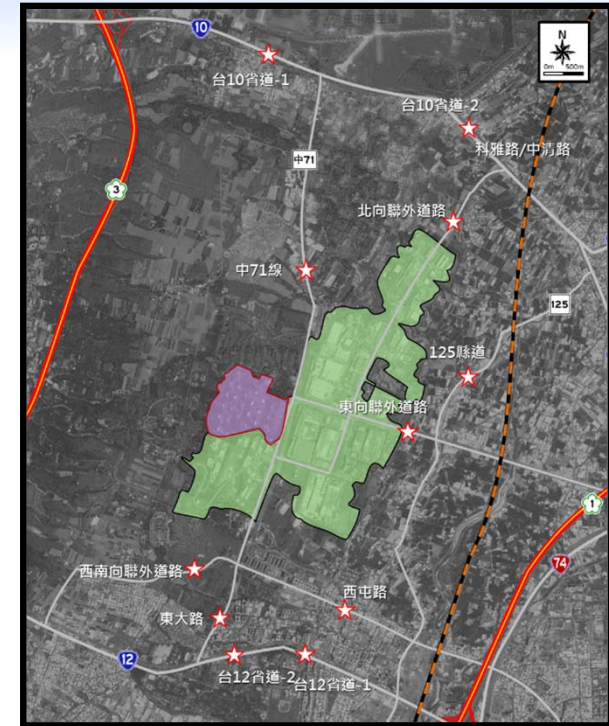 10
N
0m 500m
台10省道-1
台10省道-2
科雅路/中清路
中71
3
北向聯外道路
中71線
125
125縣道
東向聯外道路
1
74
西南向聯外道路
西屯路
東大路
12
台12省道-2
台12省道-1